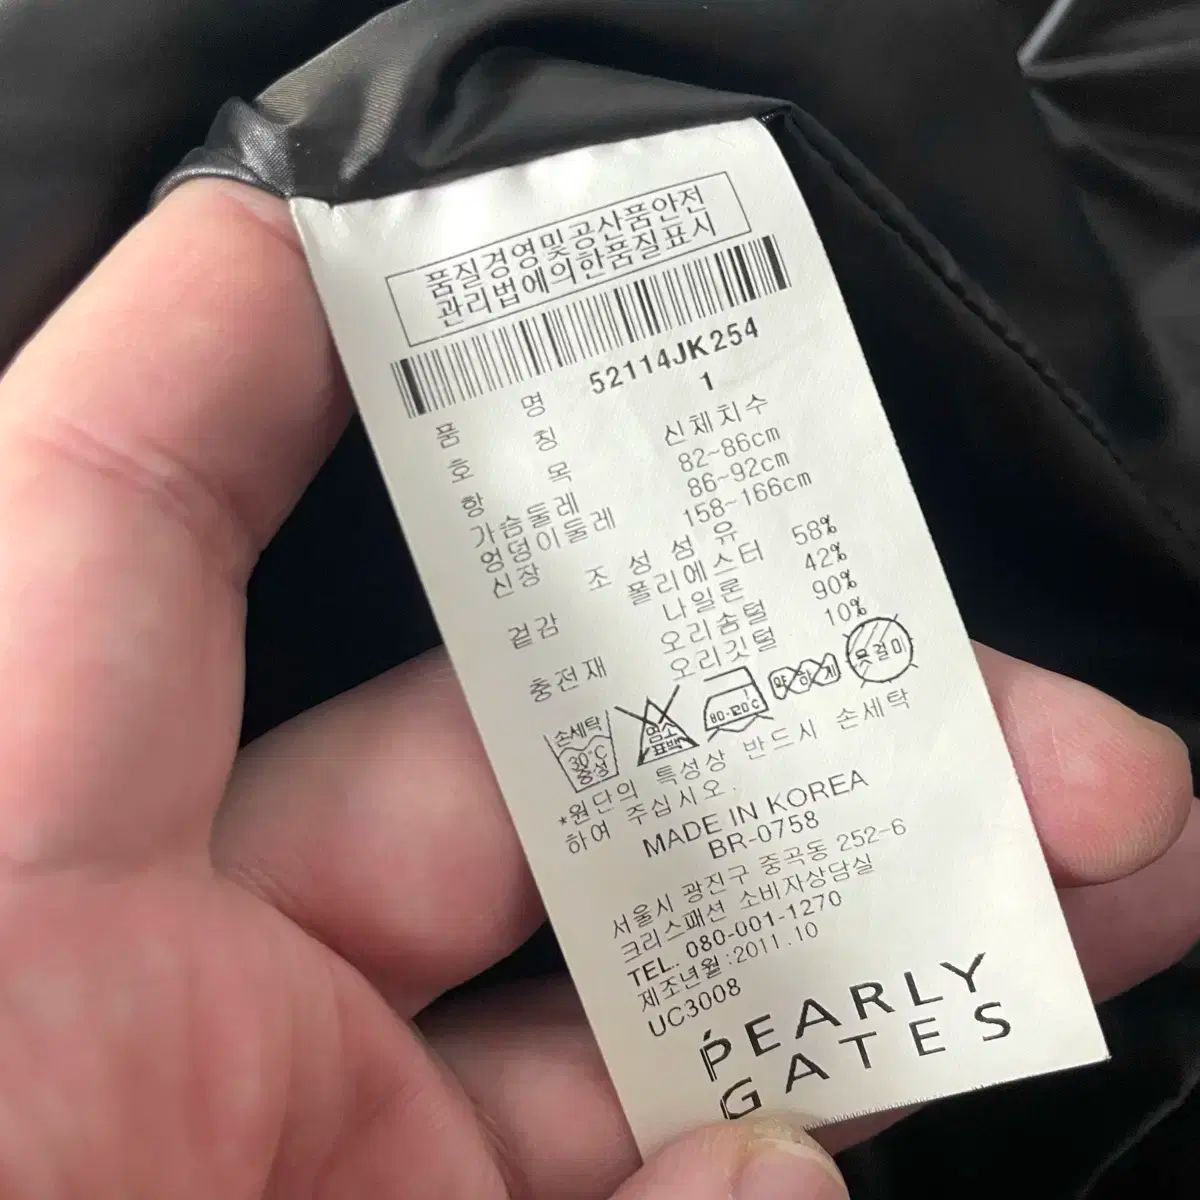 품질경영및공산품안전
관리법에의한품질표시
품 명 52114JK254
호 칭 1
항 목 신체치수
가슴둘레 82~86cm
엉덩이둘레 86~92cm
신장 158~166cm
조성섬유
겉감 폴리에스터 58%
나일론 42%
충전재 오리솜털 90%
오리깃털 10%
손세탁 30°C 중성
염소 표백
80-120°C
약하게
옷걸이
*원단의 특성상 반드시 손세탁
하여 주십시오.
MADE IN KOREA
BR-0758
서울시 광진구 중곡동 252-6
크리스패션 소비자상담실
TEL. 080-001-1270
제조년월:2011.10
UC3008
PEARLY
GATES